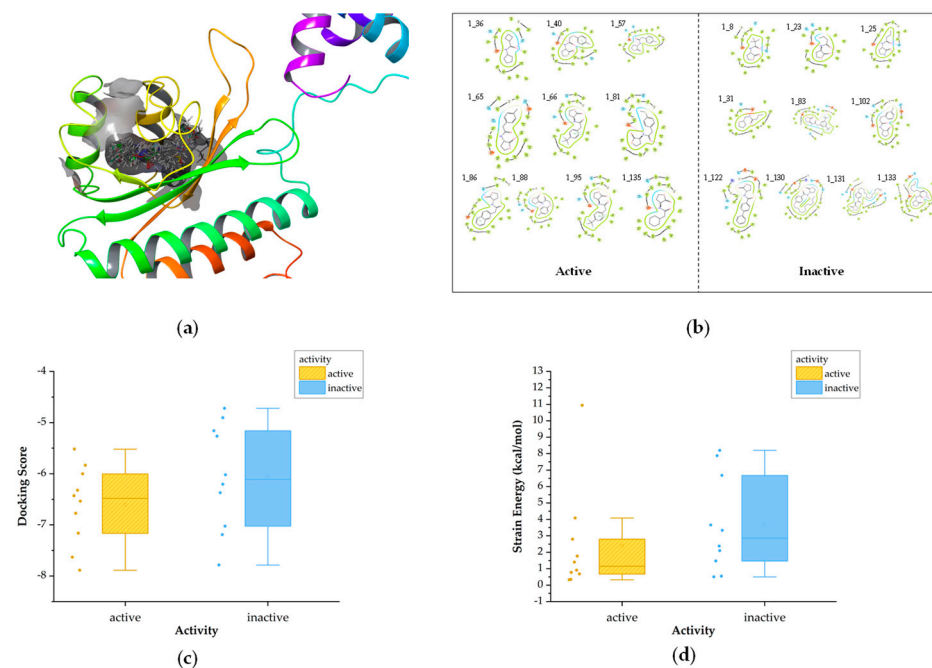 1_36 1_40 1_57
1_8 1_23 1_25
1_65 1_66 1_81
1_31 1_83 1_102
1_86 1_88 1_95 1_135
1_122 1_130 1_131 1_133
Active
Inactive
(a)
(b)
activity
active
inactive
-4
-5
-6
-7
-8
Docking Score
active
inactive
Activity
(c)
activity
active
inactive
13
12
11
10
9
8
7
6
5
4
3
2
1
0
-1
Strain Energy (kcal/mol)
active
inactive
Activity
(d)